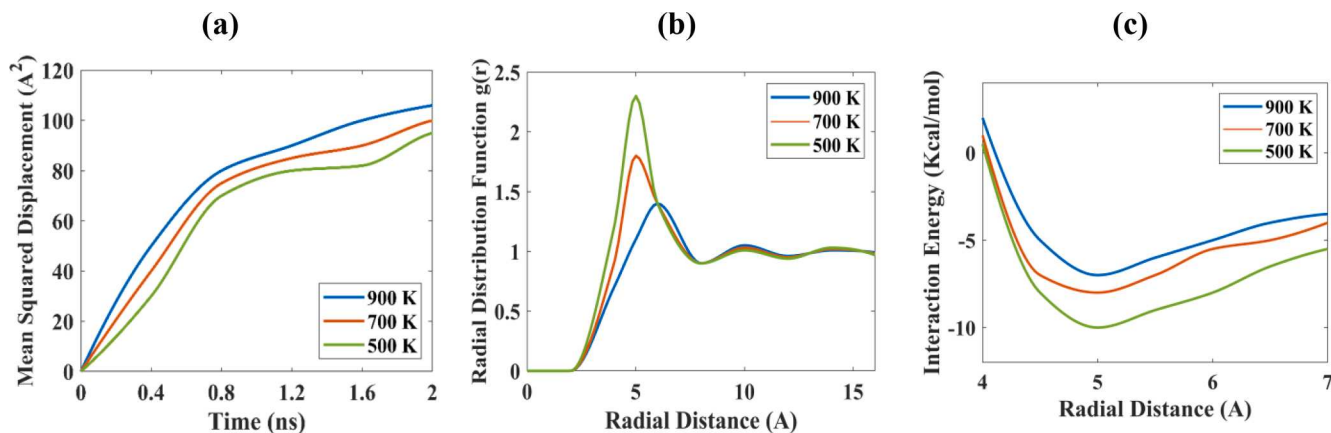 (a)
Mean Squared Displacement (A²)
120
100
80
60
40
20
0
900 K
700 K
500 K
0 0.4 0.8 1.2 1.6 2
Time (ns)
(b)
Radial Distribution Function g(r)
2.5
2
1.5
1
0.5
0
900 K
700 K
500 K
0 5 10 15
Radial Distance (A)
(c)
Interaction Energy (Kcal/mol)
0
-5
-10
900 K
700 K
500 K
4 5 6 7
Radial Distance (A)